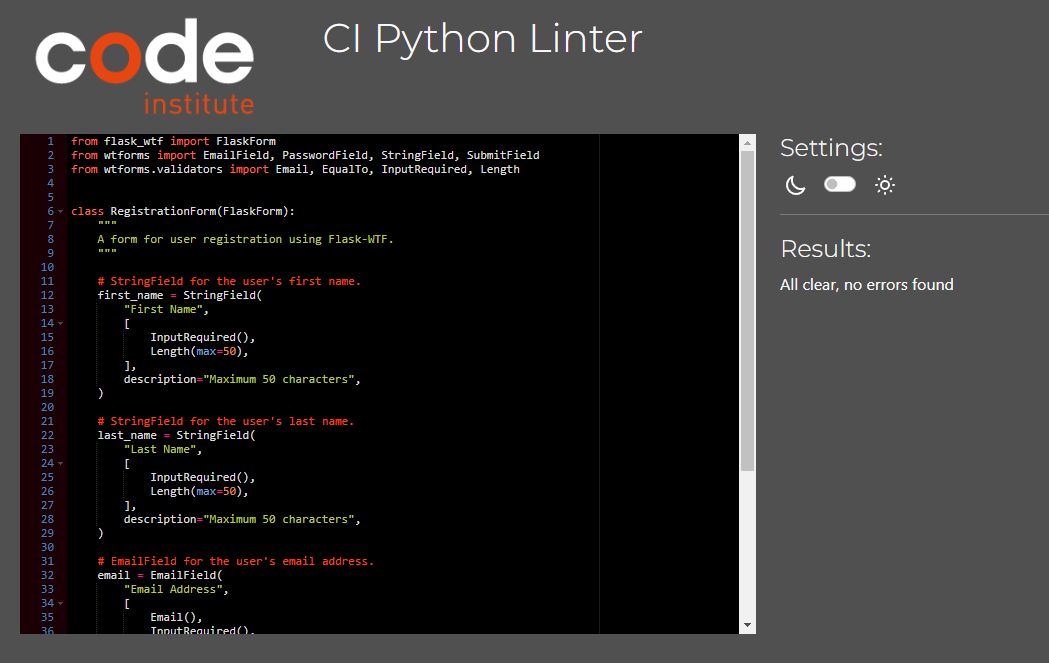 code
institute
CI Python Linter
1 from flask_wtf import FlaskForm
2 from wtforms import EmailField, PasswordField, StringField, SubmitField
3 from wtforms.validators import Email, EqualTo, InputRequired, Length
4
5
6 class RegistrationForm(FlaskForm):
7     """
8     A form for user registration using Flask-WTF.
9     """
10
11     # StringField for the user's first name.
12     first_name = StringField(
13         "First Name",
14         [
15             InputRequired(),
16             Length(max=50),
17         ],
18         description="Maximum 50 characters",
19     )
20
21     # StringField for the user's last name.
22     last_name = StringField(
23         "Last Name",
24         [
25             InputRequired(),
26             Length(max=50),
27         ],
28         description="Maximum 50 characters",
29     )
30
31     # EmailField for the user's email address.
32     email = EmailField(
33         "Email Address",
34         [
35             Email(),
36             InputRequired(),
Settings:
Results:
All clear, no errors found